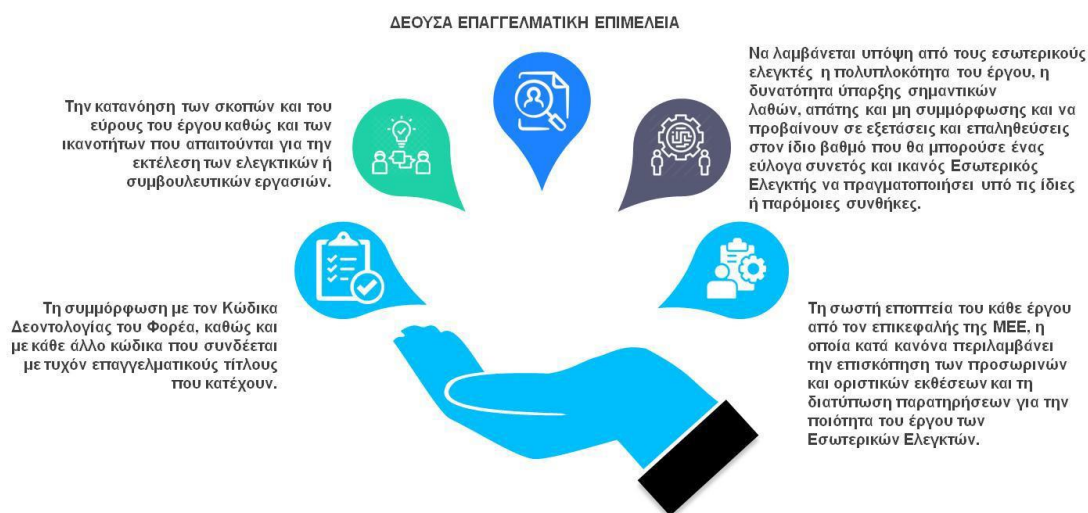 ΔΕΟΥΣΑ ΕΠΑΓΓΕΛΜΑΤΙΚΗ ΕΠΙΜΕΛΕΙΑ
Την κατανόηση των σκοπών και του
εύρους του έργου καθώς και των
ικανοτήτων που απαιτούνται για την
εκτέλεση των ελεγκτικών ή
συμβουλευτικών εργασιών.
Να λαμβάνεται υπόψη από τους εσωτερικούς
ελεγκτές η πολυπλοκότητα του έργου, η
δυνατότητα ύπαρξης σημαντικών
λαθών, απάτης και μη συμμόρφωσης και να
προβαίνουν σε εξετάσεις και επαληθεύσεις
στον ίδιο βαθμό που θα μπορούσε ένας
εύλογα συνετός και ικανός Εσωτερικός
Ελεγκτής να πραγματοποιήσει υπό τις ίδιες
ή παρόμοιες συνθήκες.
Τη συμμόρφωση με τον Κώδικα
Δεοντολογίας του Φορέα, καθώς και
με κάθε άλλο κώδικα που συνδέεται
με τυχόν επαγγελματικούς τίτλους
που κατέχουν.
Τη σωστή εποπτεία του κάθε έργου
από τον επικεφαλής της ΜΕΕ, η
οποία κατά κανόνα περιλαμβάνει
την επισκόπηση των προσωρινών
και οριστικών εκθέσεων και τη
διατύπωση παρατηρήσεων για την
ποιότητα του έργου των
Εσωτερικών Ελεγκτών.